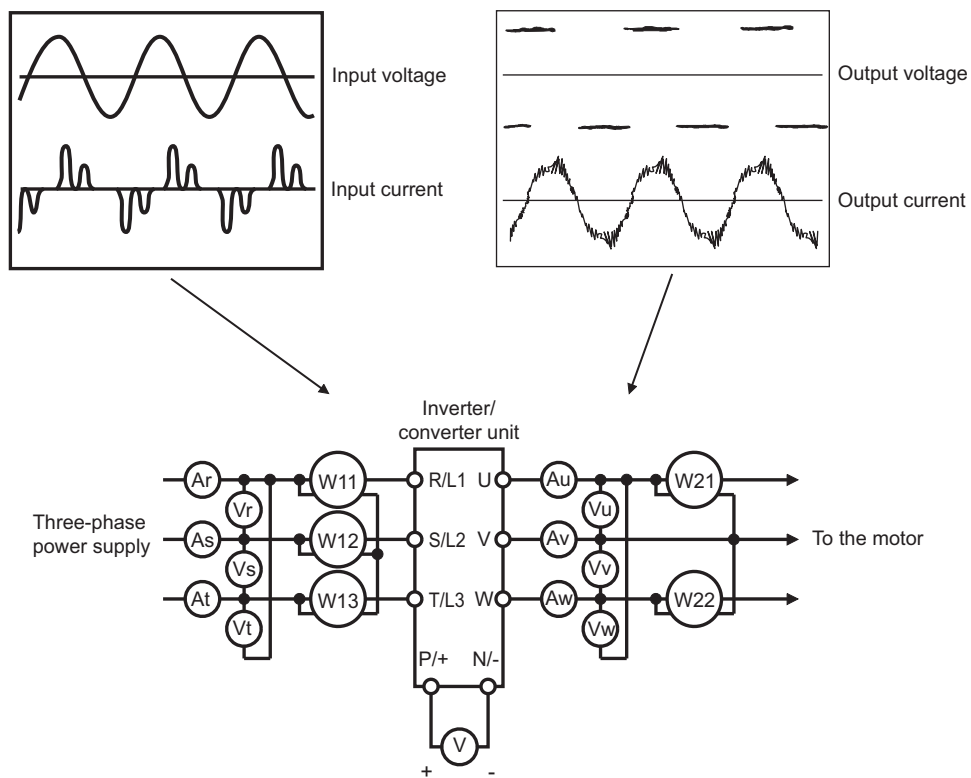 Input voltage
Input current
Output voltage
Output current
Inverter/
converter unit
Ar
Vr
W11
R/L1
U
Au
Vu
W21
Three-phase
power supply
As
Vs
W12
S/L2
V
Av
Vv
To the motor
At
Vt
W13
T/L3
W
Aw
Vw
W22
P/+
N/-
V
+
-